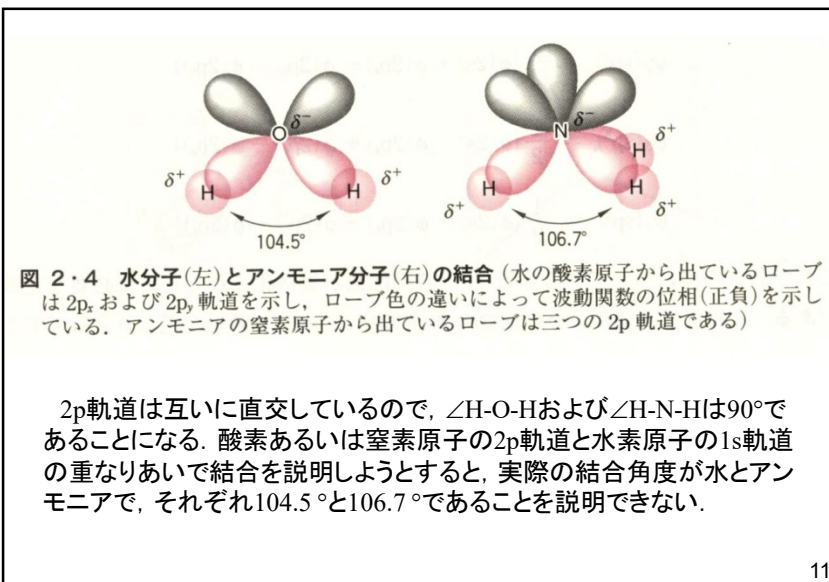 O
δ⁻
N
δ⁻
δ⁺
H
H
δ⁺
δ⁺
H
H
δ⁺
H
δ⁺
104.5°
106.7°
図 2・4 水分子(左)とアンモニア分子(右)の結合 (水の酸素原子から出ているローブ
は 2pₓ および 2pᵧ 軌道を示し，ローブ色の違いによって波動関数の位相(正負)を示し
ている．アンモニアの窒素原子から出ているローブは三つの 2p 軌道である)
2p軌道は互いに直交しているので，∠H-O-Hおよび∠H-N-Hは90°で
あることになる．酸素あるいは窒素原子の2p軌道と水素原子の1s軌道
の重なりあいで結合を説明しようとすると，実際の結合角度が水とアン
モニアで，それぞれ104.5 °と106.7 °であることを説明できない．
11